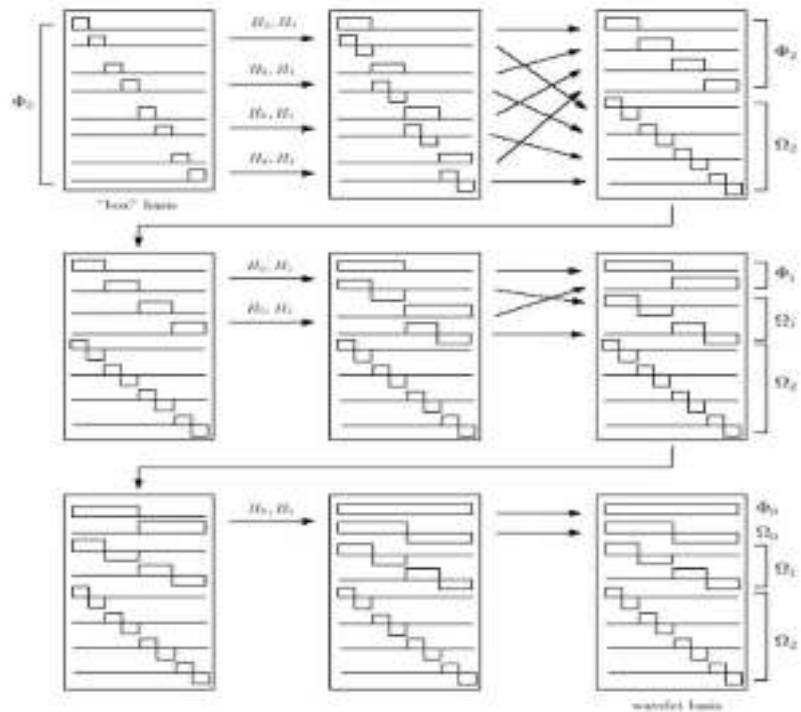 H₀, H₁
H₀, H₁
H₀, H₁
H₀, H₁
Φ₂
Ω₂
"box" basis
H₀, H₁
H₀, H₁
Φ₁
Ω₁
Ω₂
H₀, H₁
Φ₀
Ω₀
Ω₁
Ω₂
wavelet basis